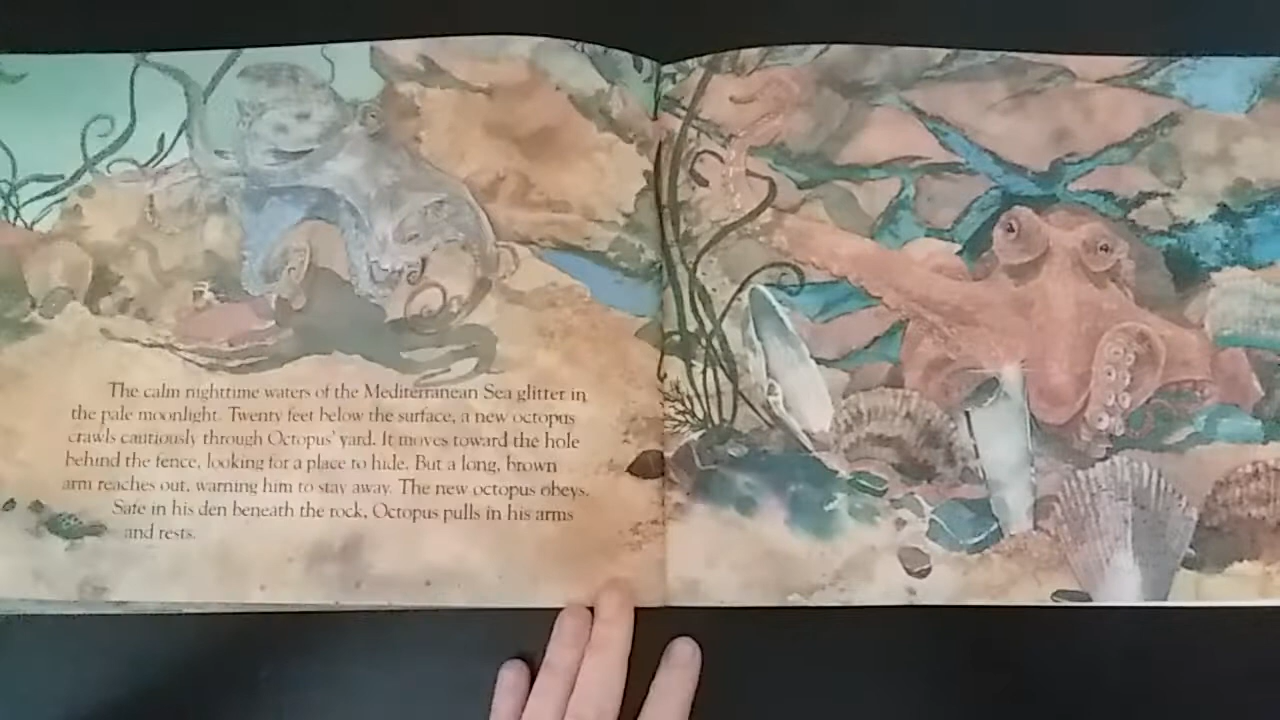 The calm nighttime waters of the Mediterranean Sea glitter in
the pale moonlight. Twenty feet below the surface, a new octopus
crawls cautiously through Octopus' yard. It moves toward the hole
behind the fence, looking for a place to hide. But a long, brown
arm reaches out, warning him to stay away. The new octopus obeys.
Safe in his den beneath the rock, Octopus pulls in his arms
and rests.